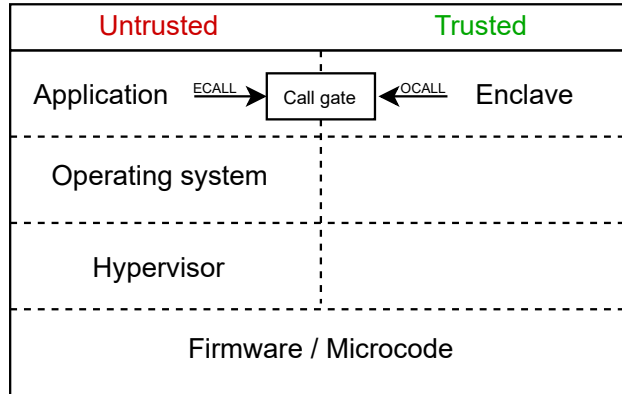 Untrusted Trusted
Application ECALL Call gate OCALL Enclave
Operating system
Hypervisor
Firmware / Microcode